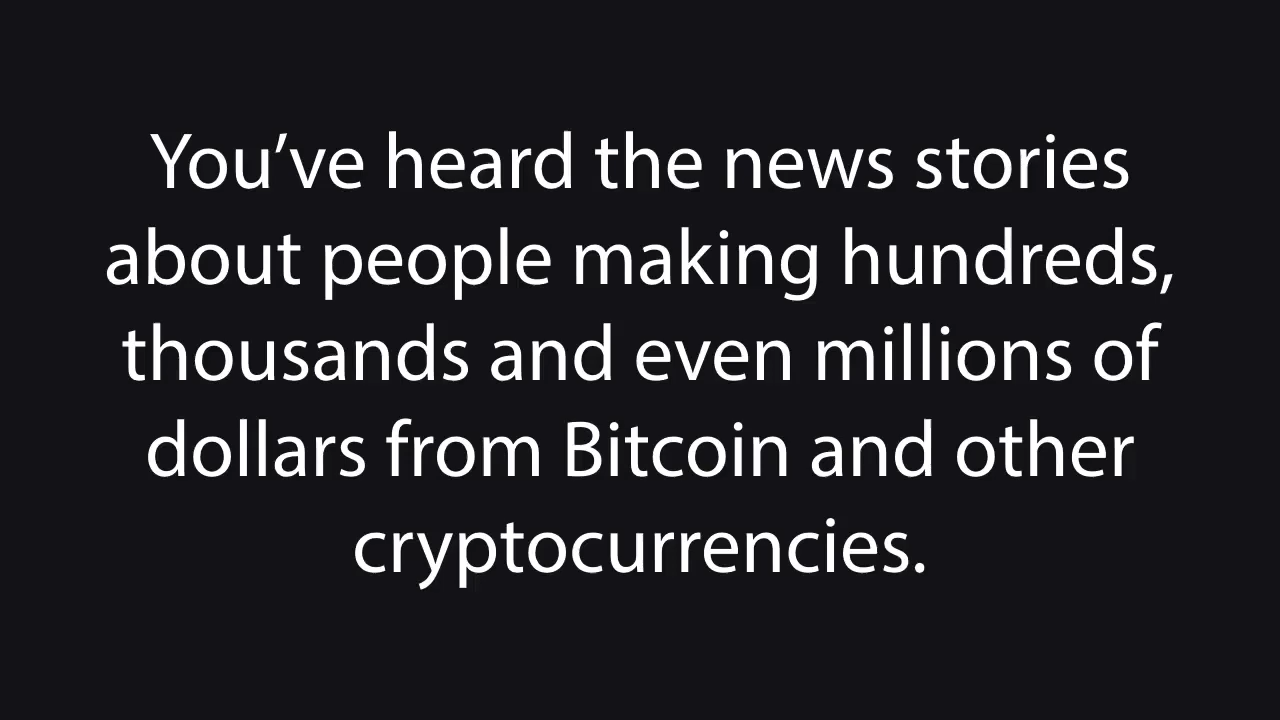 You’ve heard the news stories
about people making hundreds,
thousands and even millions of
dollars from Bitcoin and other
cryptocurrencies.